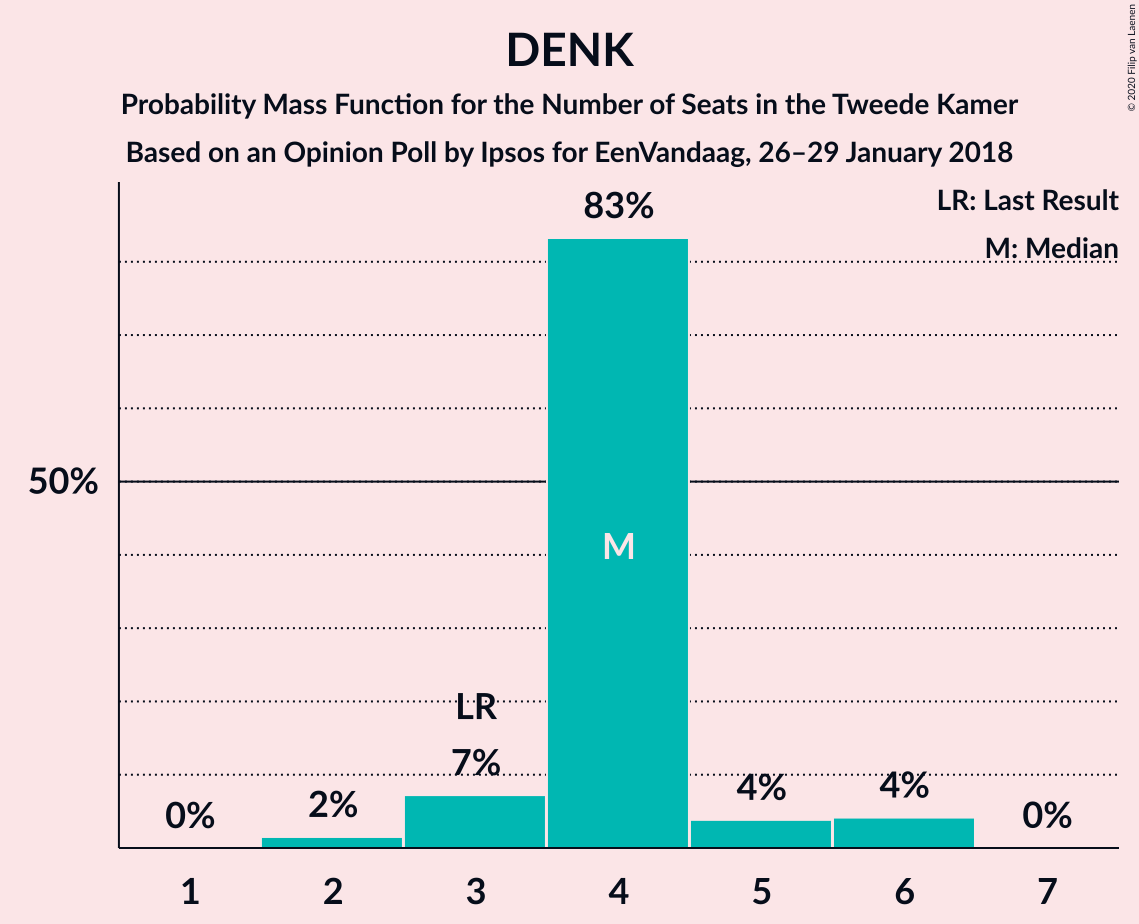 DENK
Probability Mass Function for the Number of Seats in the Tweede Kamer
Based on an Opinion Poll by Ipsos for EenVandaag, 26–29 January 2018
© 2020 Filip van Laenen
LR: Last Result
M: Median
83%
50%
M
LR
7%
0%
2%
4%
4%
0%
1 2 3 4 5 6 7